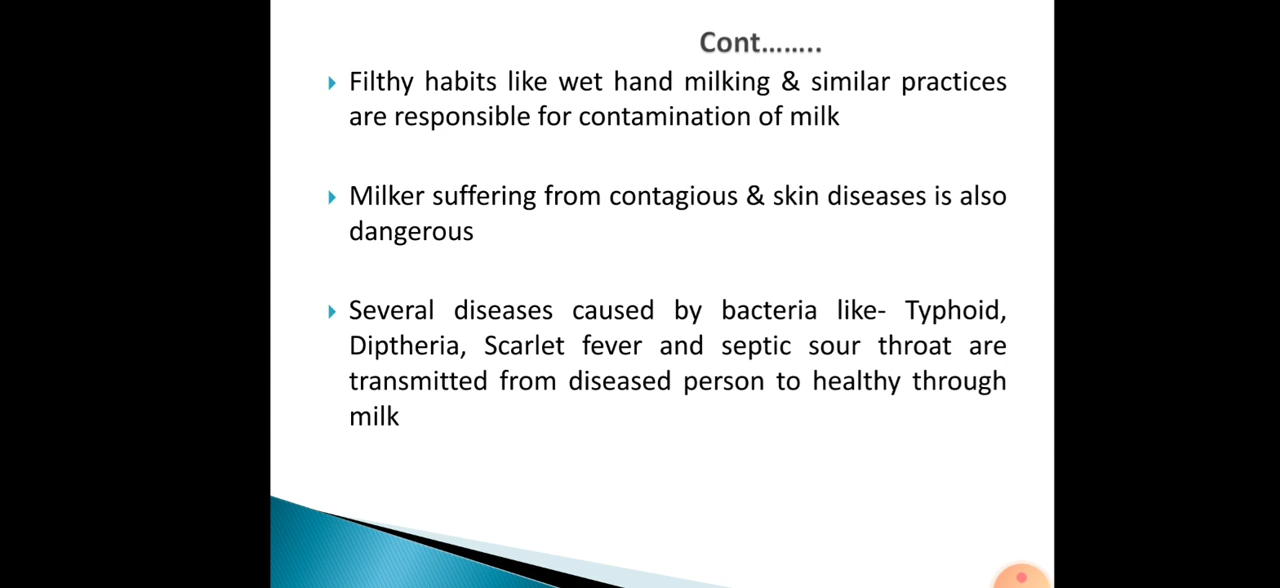 Cont……..
Filthy habits like wet hand milking & similar practices
are responsible for contamination of milk
Milker suffering from contagious & skin diseases is also
dangerous
Several diseases caused by bacteria like- Typhoid,
Diptheria, Scarlet fever and septic sour throat are
transmitted from diseased person to healthy through
milk